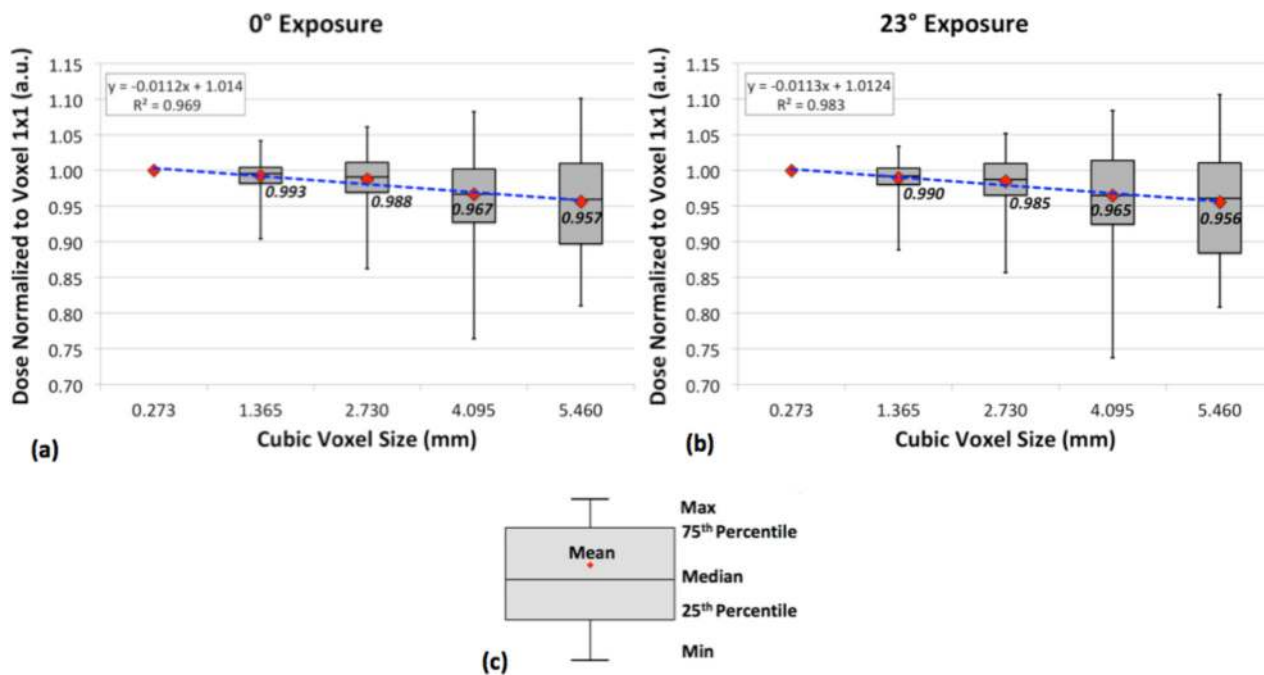 0° Exposure
Dose Normalized to Voxel 1x1 (a.u.)
1.15
1.10
1.05
1.00
0.95
0.90
0.85
0.80
0.75
0.70
y = -0.0112x + 1.014
R² = 0.969
0.993
0.988
0.967
0.957
0.273 1.365 2.730 4.095 5.460
Cubic Voxel Size (mm)
(a)
23° Exposure
Dose Normalized to Voxel 1x1 (a.u.)
1.15
1.10
1.05
1.00
0.95
0.90
0.85
0.80
0.75
0.70
y = -0.0113x + 1.0124
R² = 0.983
0.990
0.985
0.965
0.956
0.273 1.365 2.730 4.095 5.460
Cubic Voxel Size (mm)
(b)
Max
75th Percentile
Mean
Median
25th Percentile
Min
(c)